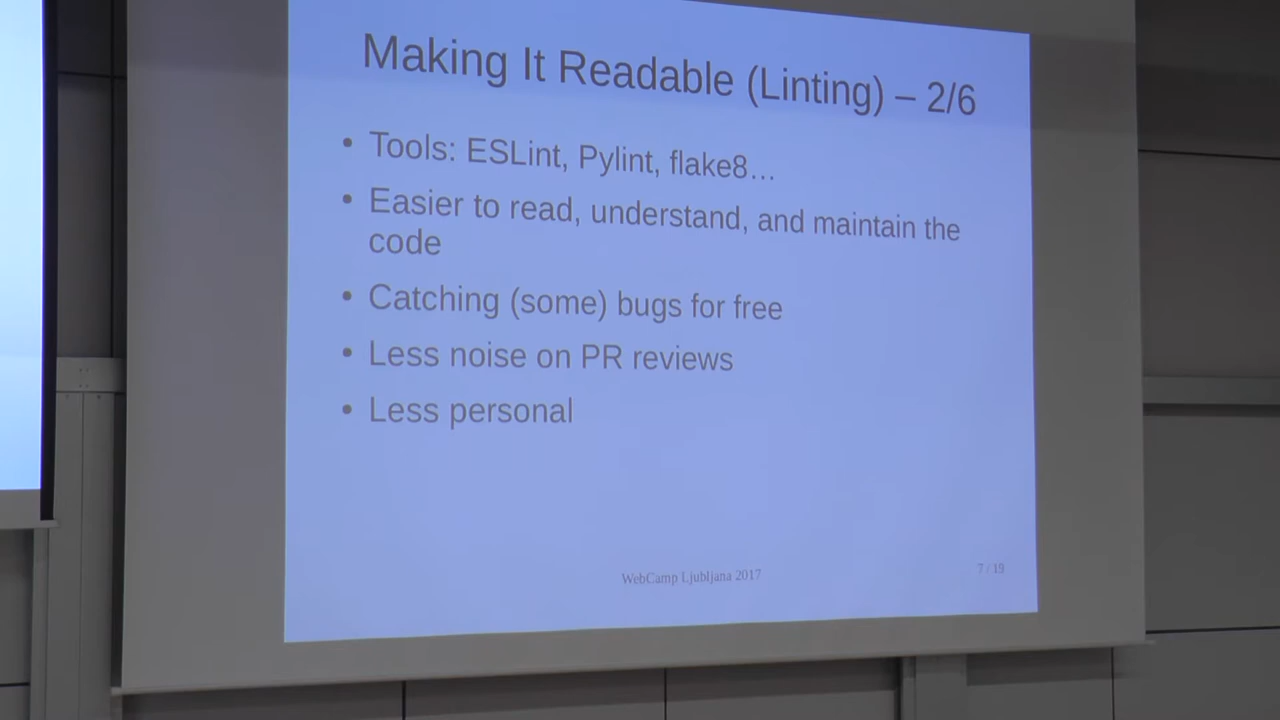 Making It Readable (Linting) – 2/6
• Tools: ESLint, Pylint, flake8…
• Easier to read, understand, and maintain the
code
• Catching (some) bugs for free
• Less noise on PR reviews
• Less personal
WebCamp Ljubljana 2017
7 / 19